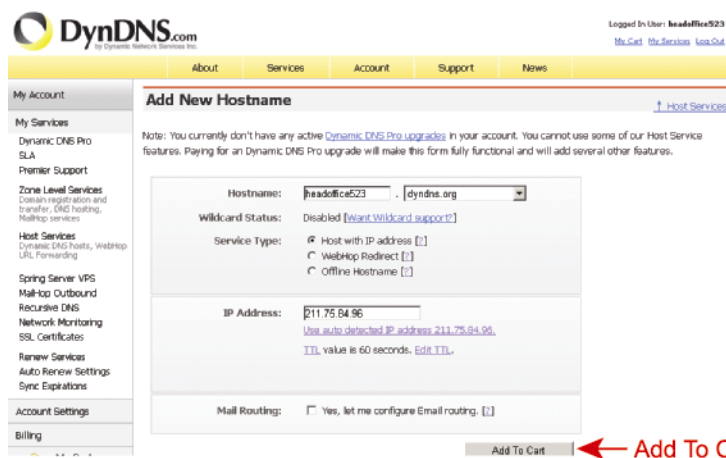 DynDNS.com
by Dynamic Network Services Inc.
Logged In User: headoffice523
My Cart My Services Log Out
About Services Account Support News
My Account
My Services
Dynamic DNS Pro
SLA
Premier Support
Zone Level Services
Domain registration and
transfer, DNS hosting,
MailHop services
Host Services
Dynamic DNS hosts, WebHop
URL Forwarding
Spring Server VPS
MailHop Outbound
Recursive DNS
Network Monitoring
SSL Certificates
Renew Services
Auto Renew Settings
Sync Expirations
Account Settings
Billing
Add New Hostname
Host Services
Note: You currently don't have any active Dynamic DNS Pro upgrades in your account. You cannot use some of our Host Service
features. Paying for an Dynamic DNS Pro upgrade will make this form fully functional and will add several other features.
Hostname: headoffice523 . dyndns.org
Wildcard Status: Disabled [Want Wildcard support?]
Service Type: Host with IP address [?]
WebHop Redirect [?]
Offline Hostname [?]
IP Address: 211.75.84.96
Use auto detected IP address 211.75.84.96.
TTL value is 60 seconds. Edit TTL.
Mail Routing: Yes, let me configure Email routing. [?]
Add To Cart
Add To C